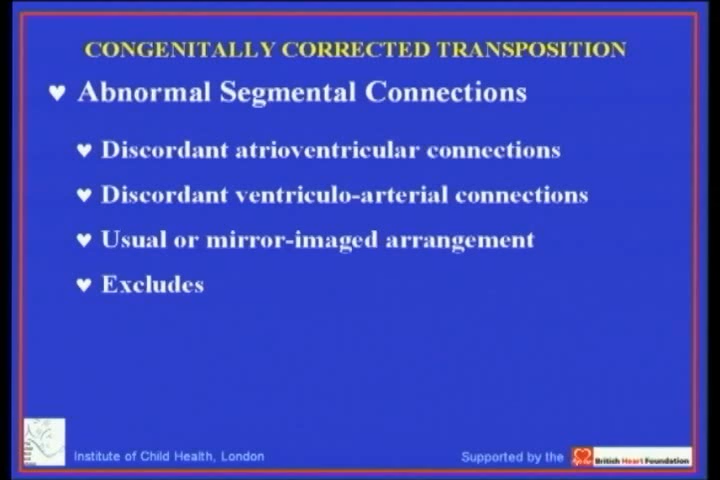 CONGENITALLY CORRECTED TRANSPOSITION
♥ Abnormal Segmental Connections
♥ Discordant atrioventricular connections
♥ Discordant ventriculo-arterial connections
♥ Usual or mirror-imaged arrangement
♥ Excludes
Institute of Child Health, London
Supported by the
British Heart Foundation